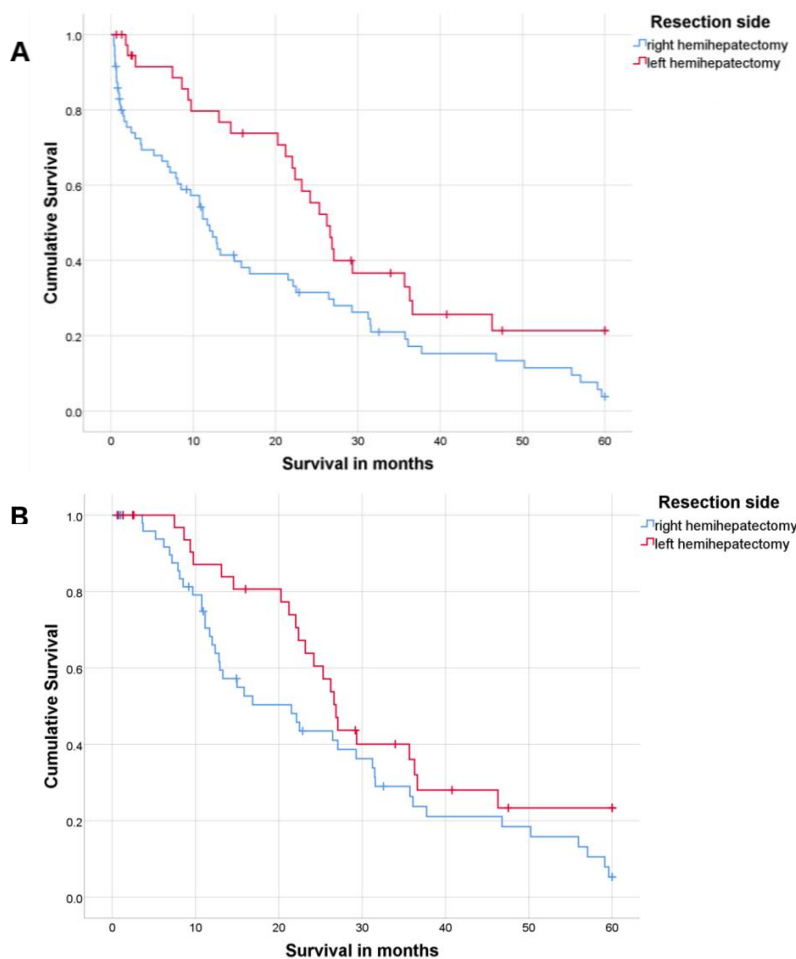 A
Resection side
right hemihepatectomy
left hemihepatectomy
1.0
0.8
0.6
0.4
0.2
0.0
Cumulative Survival
0 10 20 30 40 50 60
Survival in months
B
Resection side
right hemihepatectomy
left hemihepatectomy
1.0
0.8
0.6
0.4
0.2
0.0
Cumulative Survival
0 10 20 30 40 50 60
Survival in months